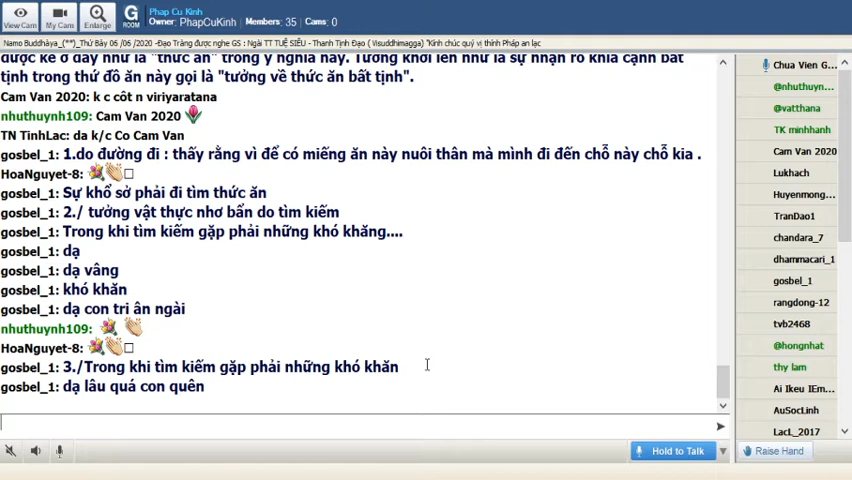 Phap Cu Kinh
Owner: PhapCuKinh Members: 35 Cams: 0
View Cam
My Cam
Enlarge
G
ROOM
Namo Buddhàya_(**)_Thứ Bảy 06 /06 /2020 -Đạo Tràng được nghe GS : Ngài TT TUỆ SIÊU - Thanh Tịnh Đạo ( Visuddhimagga) "Kính chúc quý vị thính Pháp an lạc
được kể ở đây như là "thức ăn" trong ý nghĩa này. Tưởng khởi lên như là sự nhận rõ khía cạnh bất
tịnh trong thứ đồ ăn này gọi là "tưởng về thức ăn bất tịnh".
Cam Van 2020: k c côt n viriyaratana
nhuthuynh109: Cam Van 2020
TN TinhLac: da k/c Co Cam Van
gosbel_1: 1.do đường đi : thấy rằng vì để có miếng ăn này nuôi thân mà mình đi đến chỗ này chỗ kia .
HoaNguyet-8:
gosbel_1: Sự khổ sở phải đi tìm thức ăn
gosbel_1: 2./ tưởng vật thực nhơ bẩn do tìm kiếm
gosbel_1: Trong khi tìm kiếm gặp phải những khó khăng....
gosbel_1: dạ
gosbel_1: dạ vâng
gosbel_1: khó khăn
gosbel_1: dạ con tri ân ngài
nhuthuynh109:
HoaNguyet-8:
gosbel_1: 3./Trong khi tìm kiếm gặp phải những khó khăn
gosbel_1: dạ lâu quá con quên
Hold to Talk
Chua Vien G...
@nhuthuyn...
@vatthana
TK minhhanh
Cam Van 2020
Lukhach
Huyenmong...
TranDao1
chandara_7
dhammacari_1
gosbel_1
rangdong-12
tvb2468
@hongnhat
thy lam
Ai Ikeu IEm...
AuSocLinh
LacL_2017
Raise Hand